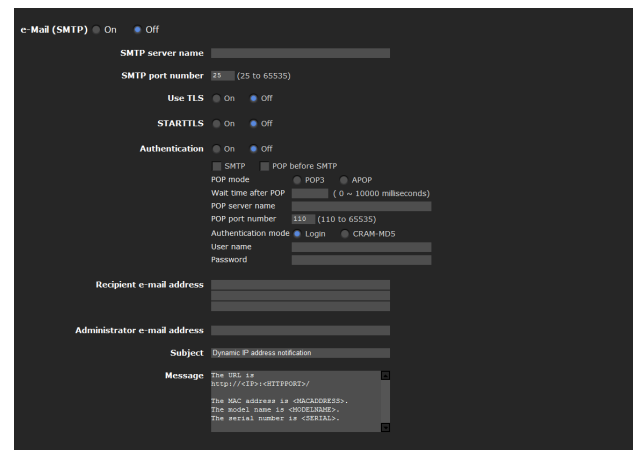 e-Mail (SMTP) On Off
SMTP server name
SMTP port number 25 (25 to 65535)
Use TLS On Off
STARTTLS On Off
Authentication On Off
SMTP POP before SMTP
POP mode POP3 APOP
Wait time after POP ( 0 ~ 10000 milliseconds)
POP server name
POP port number 110 (110 to 65535)
Authentication mode Login CRAM-MD5
User name
Password
Recipient e-mail address
Administrator e-mail address
Subject Dynamic IP address notification
Message The URL is
http://<IP>:<HTTPPORT>/
The MAC address is <MACADDRESS>.
The model name is <MODELNAME>.
The serial number is <SERIAL>.